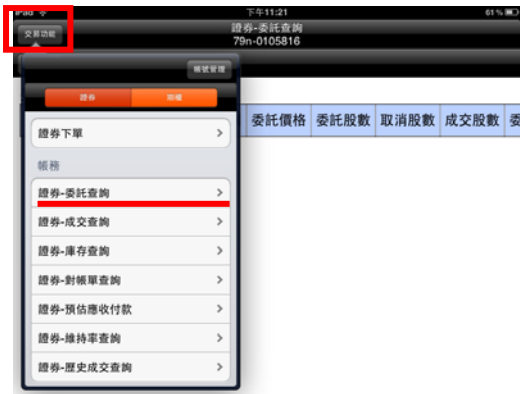 iPad
下午11:21
61%
交易功能
證券-委託查詢
79n-0105816
帳號管理
證券
期權
委託價格 委託股數 取消股數 成交股數 委
證券下單
帳務
證券-委託查詢
證券-成交查詢
證券-庫存查詢
證券-對帳單查詢
證券-預估應收付款
證券-維持率查詢
證券-歷史成交查詢